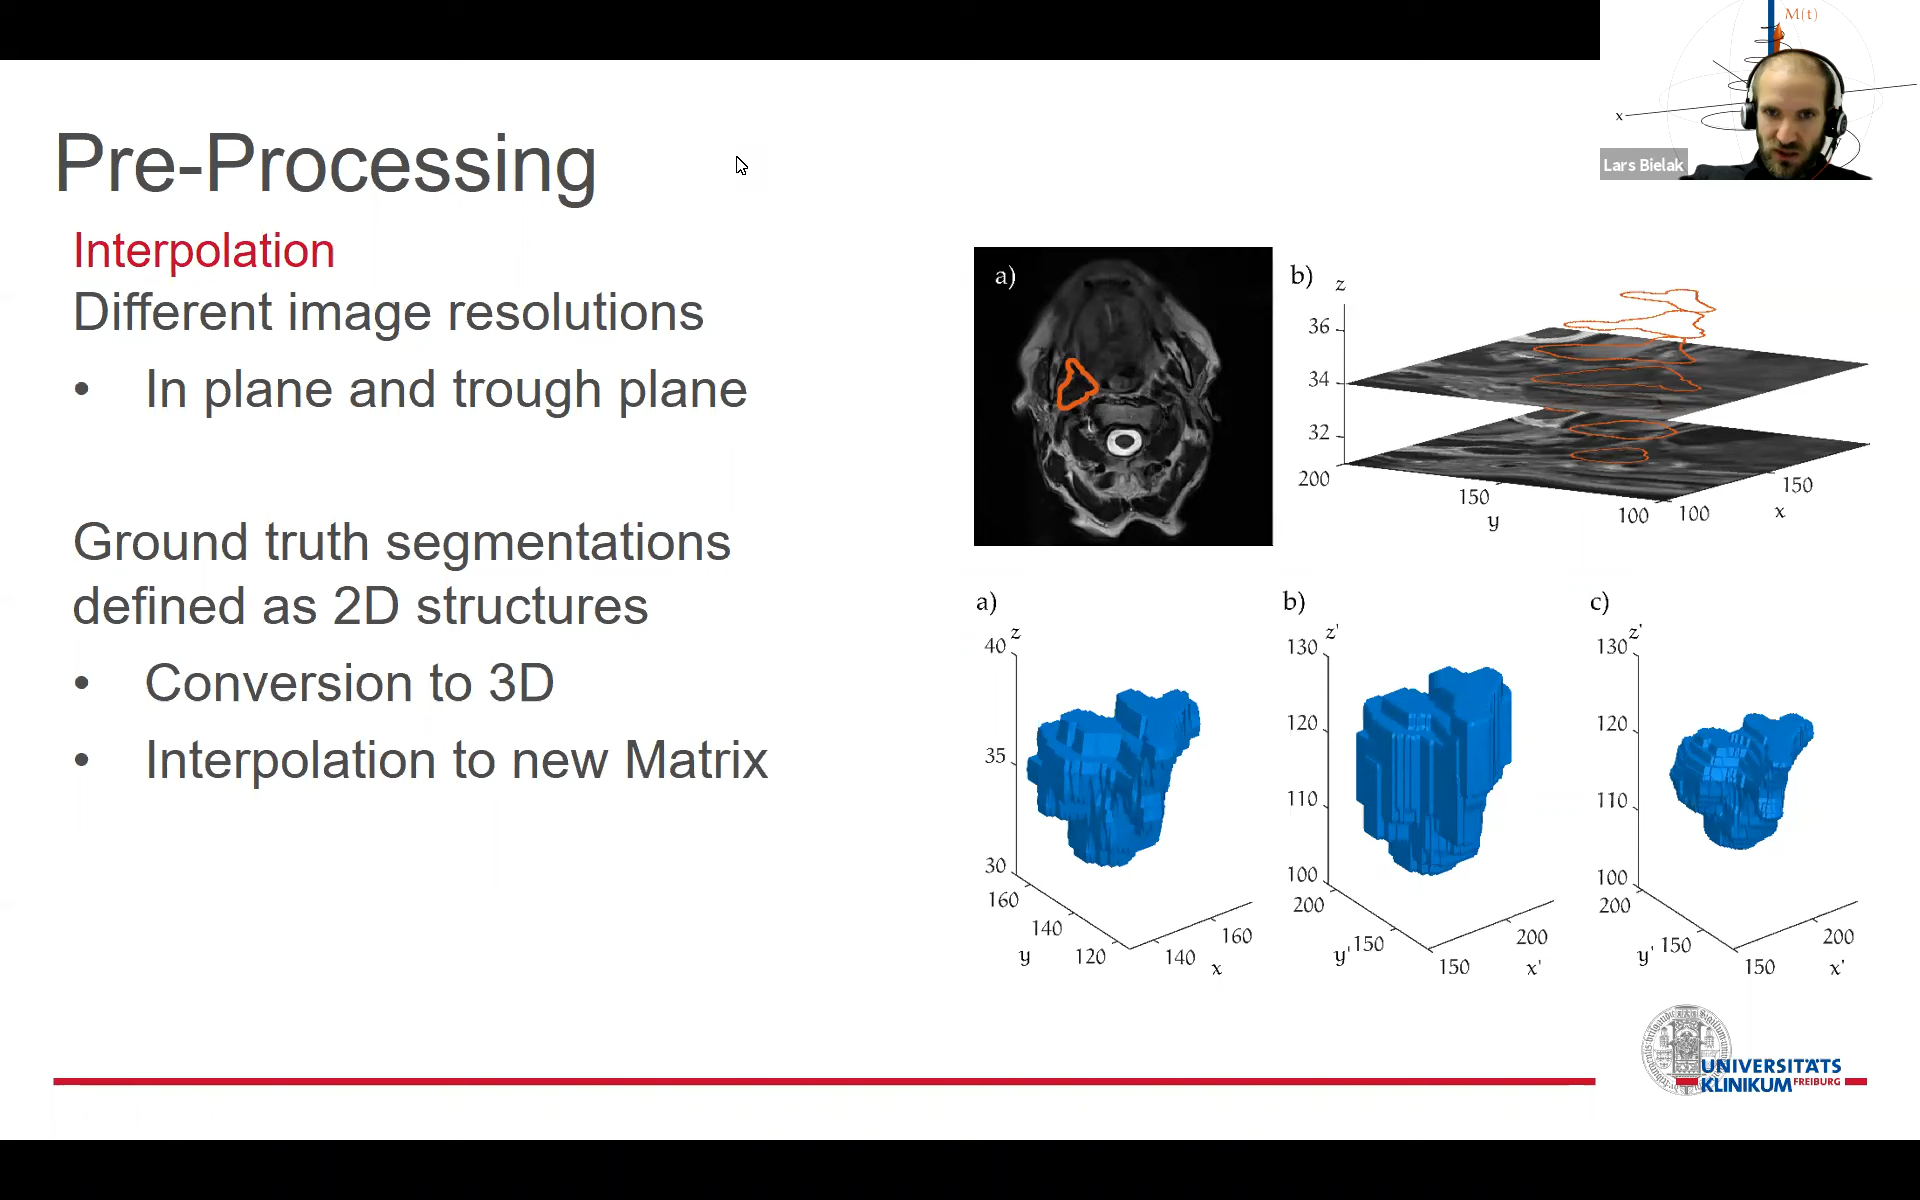 M(t)
x
Lars Bielak
Pre-Processing
Interpolation
Different image resolutions
• In plane and trough plane
Ground truth segmentations
defined as 2D structures
• Conversion to 3D
• Interpolation to new Matrix
a)
b)
z
36
34
32
200
150
y
100
100
150
x
a)
z
40
35
30
160
140
120
y
140
160
x
b)
z'
130
120
110
100
200
150
y'
150
200
x'
c)
z'
130
120
110
100
200
150
y'
150
200
x'
UNIVERSITÄTS
KLINIKUM FREIBURG